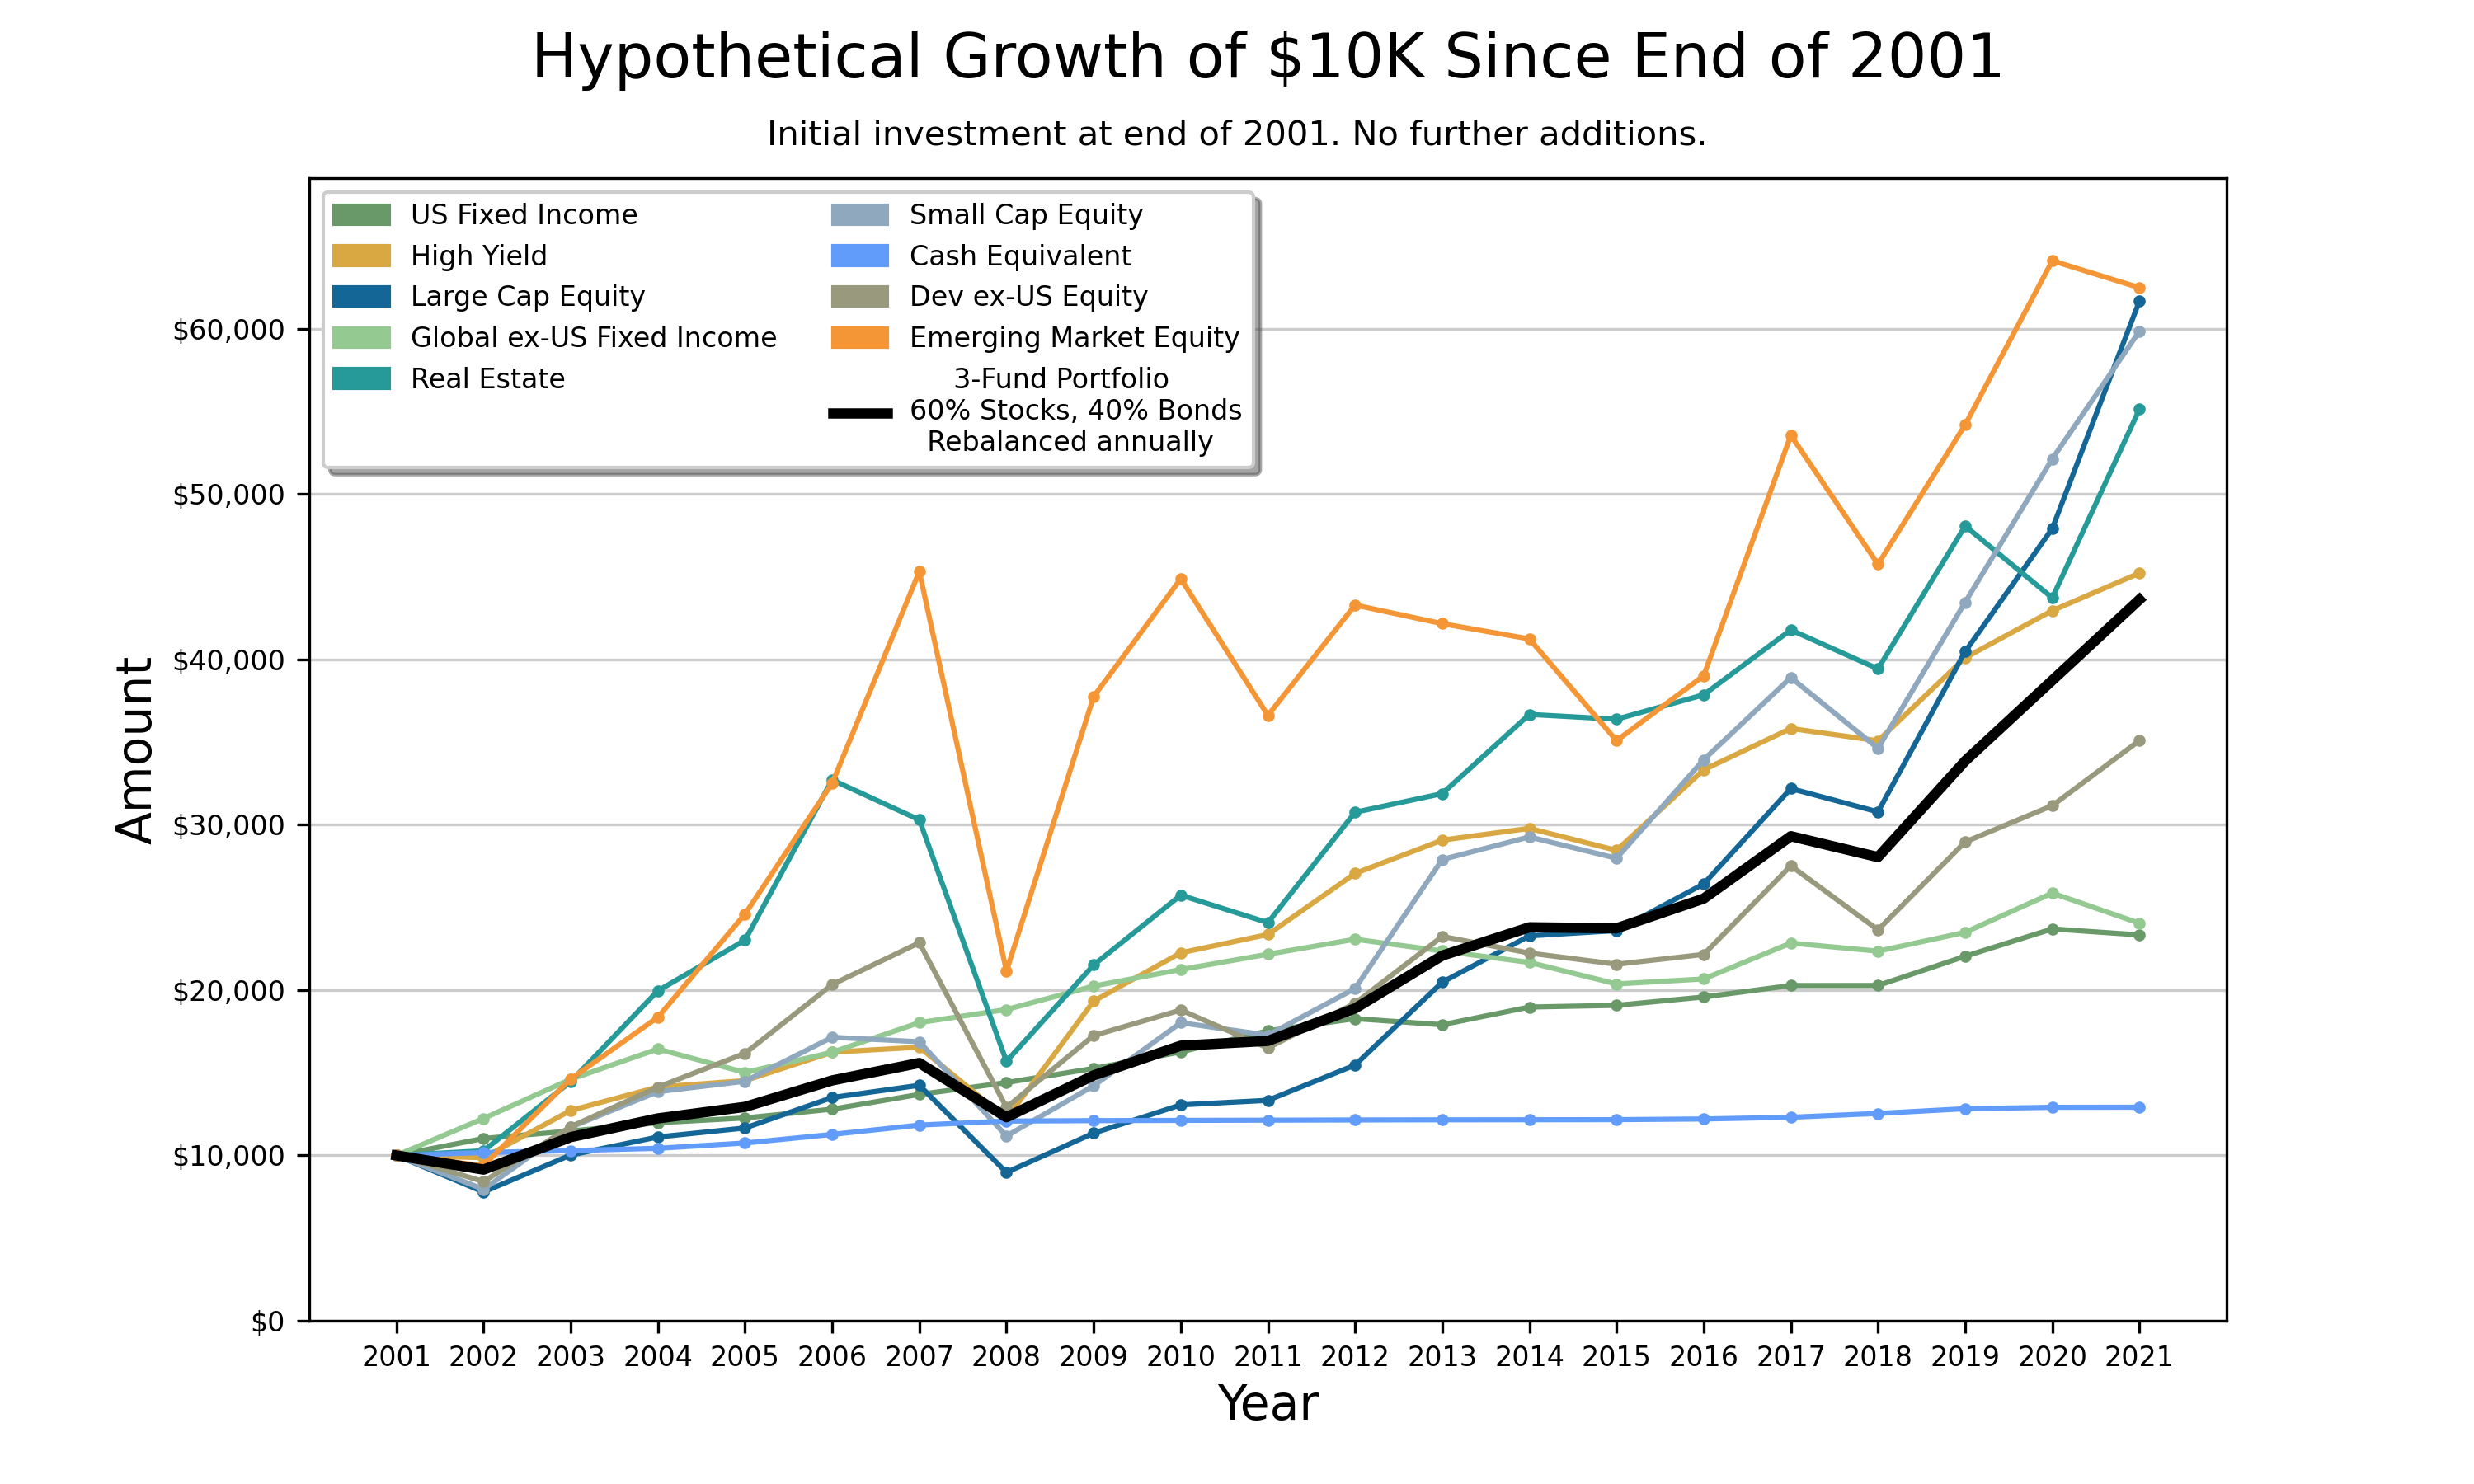 Hypothetical Growth of $10K Since End of 2001
Initial investment at end of 2001. No further additions.
US Fixed Income
High Yield
Large Cap Equity
Global ex-US Fixed Income
Real Estate
Small Cap Equity
Cash Equivalent
Dev ex-US Equity
Emerging Market Equity
3-Fund Portfolio
60% Stocks, 40% Bonds
Rebalanced annually
Amount
$60,000
$50,000
$40,000
$30,000
$20,000
$10,000
$0
2001 2002 2003 2004 2005 2006 2007 2008 2009 2010 2011 2012 2013 2014 2015 2016 2017 2018 2019 2020 2021
Year